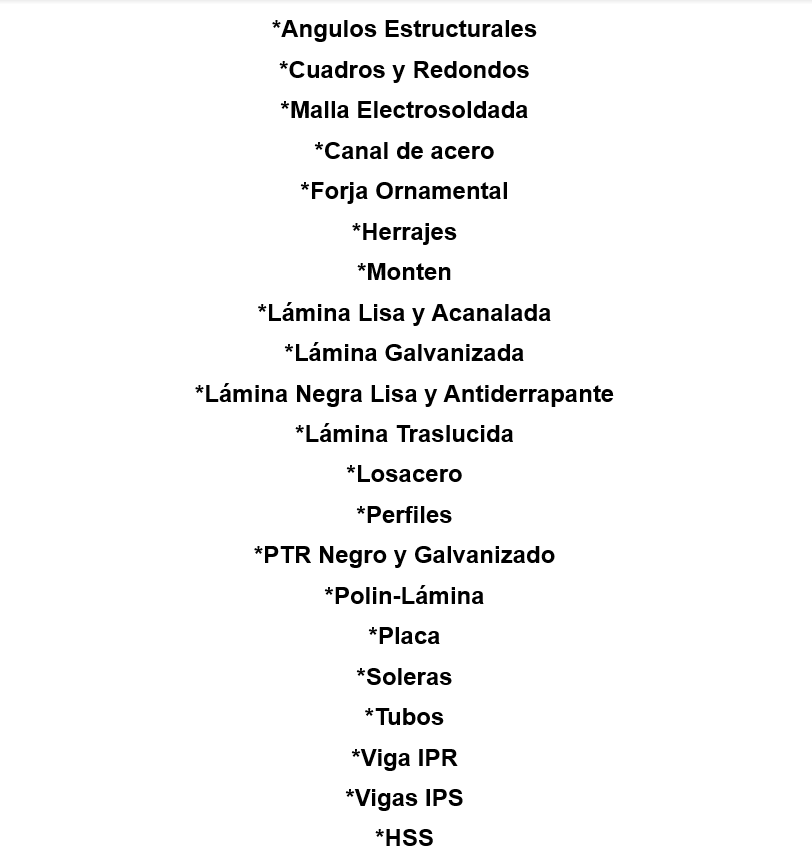 *Angulos Estructurales
*Cuadros y Redondos
*Malla Electrosoldada
*Canal de acero
*Forja Ornamental
*Herrajes
*Monten
*Lámina Lisa y Acanalada
*Lámina Galvanizada
*Lámina Negra Lisa y Antiderrapante
*Lámina Traslucida
*Losacero
*Perfiles
*PTR Negro y Galvanizado
*Polin-Lámina
*Placa
*Soleras
*Tubos
*Viga IPR
*Vigas IPS
*HSS